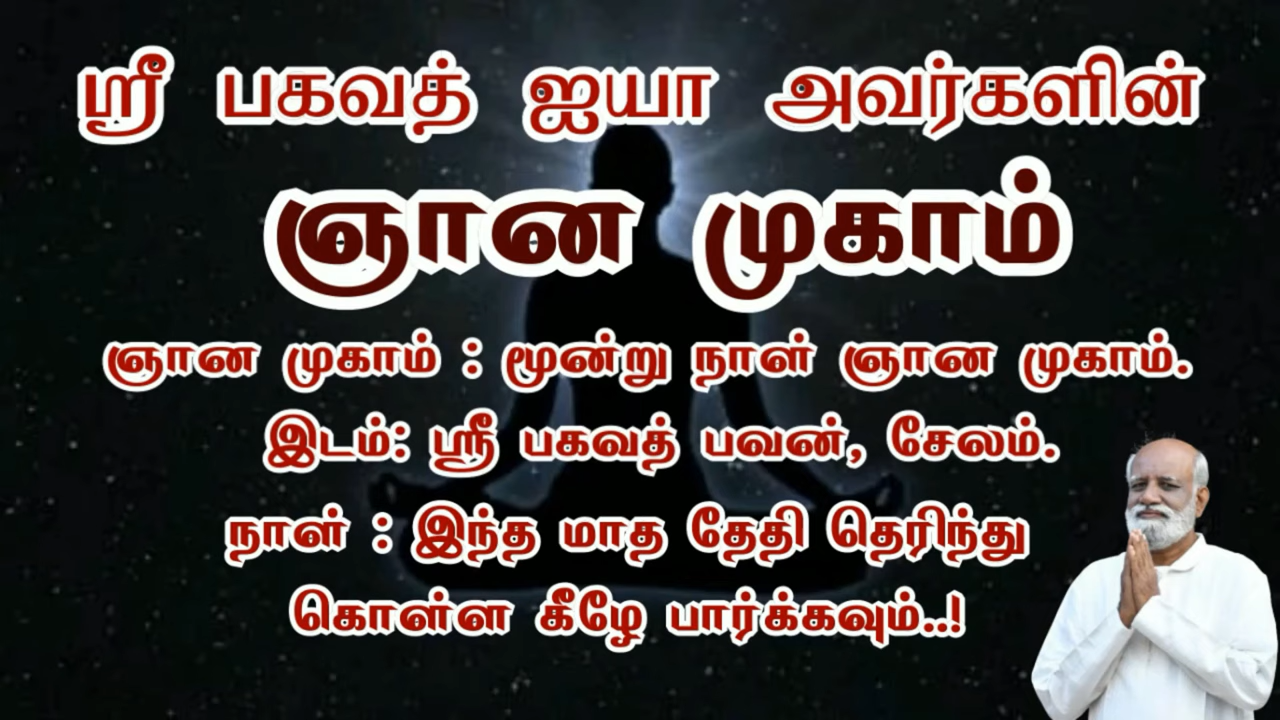 ஸ்ரீ பகவத் ஐயா அவர்களின்
ஞான முகாம்
ஞான முகாம் : மூன்று நாள் ஞான முகாம்.
இடம்: ஸ்ரீ பகவத் பவன், சேலம்.
நாள் : இந்த மாத தேதி தெரிந்து
கொள்ள கீழே பார்க்கவும்..!